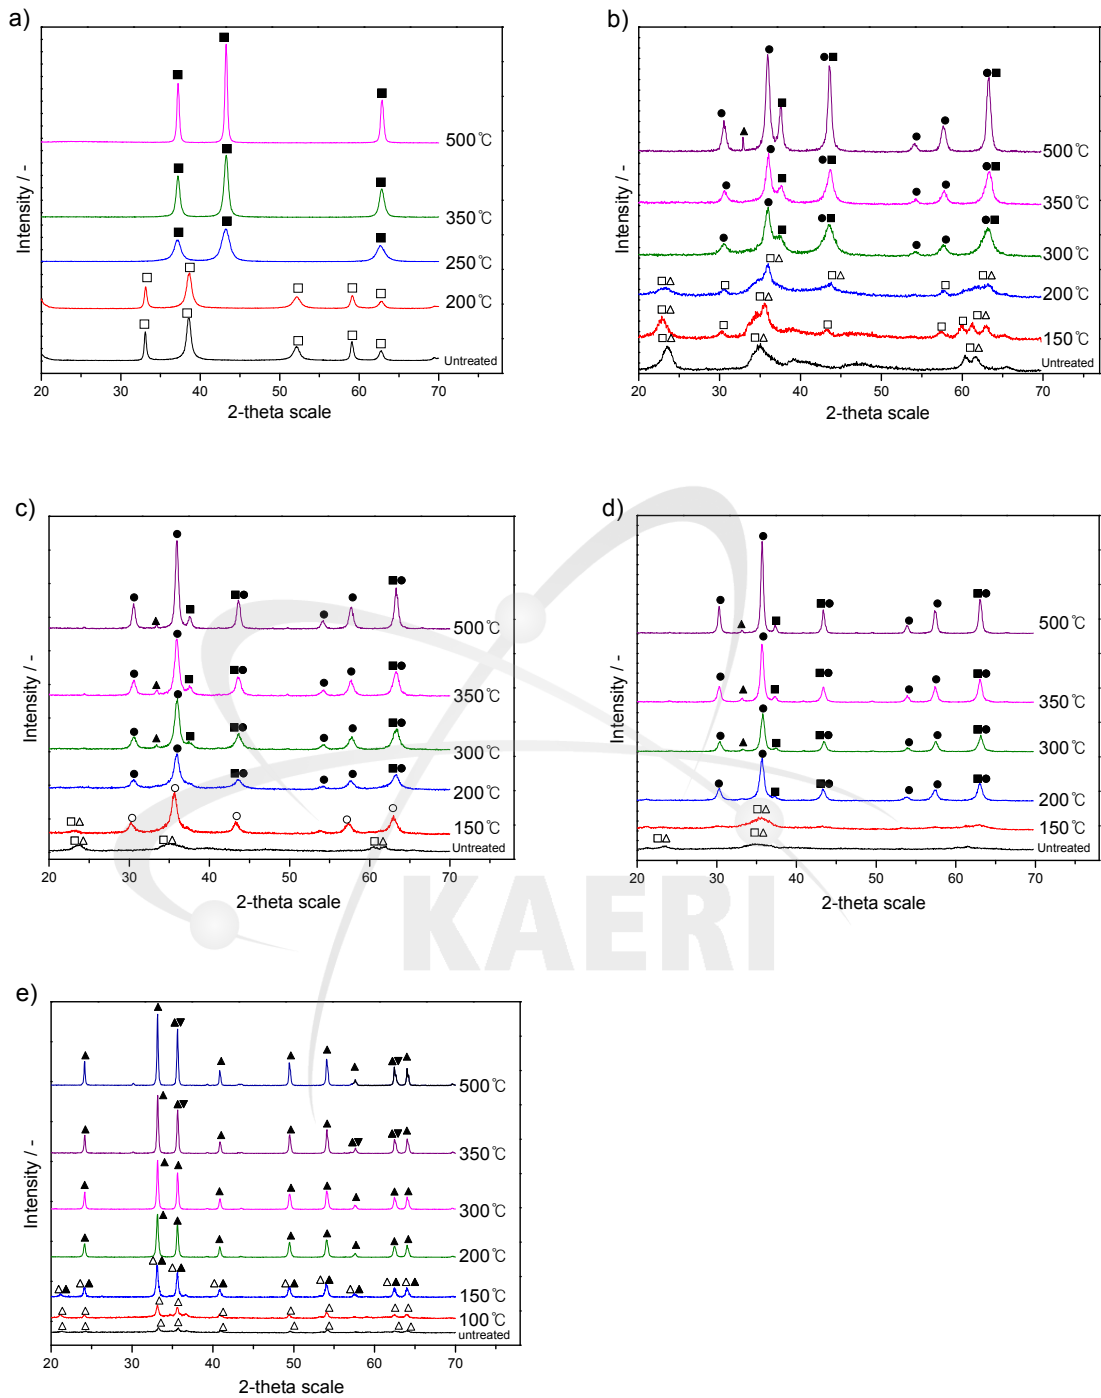 a)
Intensity / -
500℃
350℃
250℃
200℃
Untreated
20 30 40 50 60 70
2-theta scale
b)
Intensity / -
500℃
350℃
300℃
200℃
150℃
Untreated
20 30 40 50 60 70
2-theta scale
c)
Intensity / -
500℃
350℃
300℃
200℃
150℃
Untreated
20 30 40 50 60 70
2-theta scale
d)
Intensity / -
500℃
350℃
300℃
200℃
150℃
Untreated
20 30 40 50 60 70
2-theta scale
KAERI
e)
Intensity / -
500℃
350℃
300℃
200℃
150℃
100℃
untreated
20 30 40 50 60 70
2-theta scale